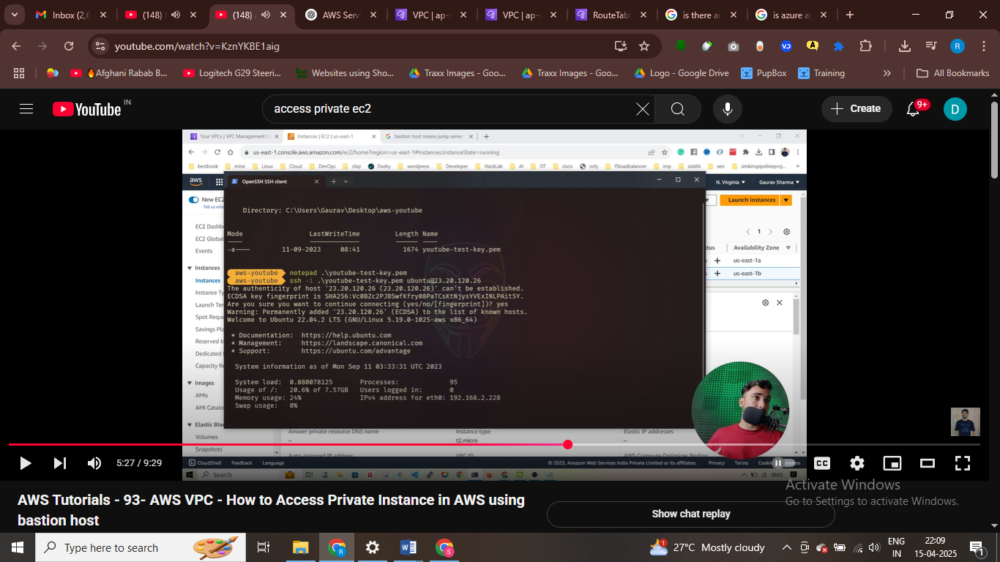 Inbox (2,6
(148)
(148)
AWS Serv
VPC | ap-s
VPC | ap-s
RouteTab
is there ar
is azure ap
youtube.com/watch?v=KznYKBE1aig
R
🔥Afghani Rabab B...
Logitech G29 Steeri...
Websites using Sho...
Traxx Images - Goo...
Traxx Images - Goo...
Logo - Google Drive
PupBox
Training
All Bookmarks
YouTube IN
access private ec2
Create
9+
D
Your VPCs | VPC Management Co
Instances | EC2 | us-east-1
bastion host means jump server
us-east-1.console.aws.amazon.com/ec2/home?region=us-east-1#Instances:instanceState=running
bestbook
mine
Linux
Cloud
DevOps
cliqr
Dashy
wordpress
Developer
HackLab
AI
OT
cisco
osfy
f5loadbalancer
imp
siddhi
seo
Jenkinspipelineproj...
aws
OpenSSH SSH client
N. Virginia
Gaurav Sharma
New EC2
Tell us wha
Launch instances
EC2 Dashb
EC2 Global
Events
Instances
Instances
Instance Ty
Launch Tem
Spot Reque
Savings Pla
Reserved In
Dedicated
Capacity Re
Images
AMIs
AMI Catalo
Elastic Bloc
Volumes
Snapshots
1
Availability Zone
us-east-1a
us-east-1b
Directory: C:\Users\Gaurav\Desktop\aws-youtube
Mode LastWriteTime Length Name
-a---- 11-09-2023 08:41 1674 youtube-test-key.pem
aws-youtube notepad .\youtube-test-key.pem
aws-youtube ssh -i .\youtube-test-key.pem ubuntu@23.20.120.26
The authenticity of host '23.20.120.26 (23.20.120.26)' can't be established.
ECDSA key fingerprint is SHA256:Vc0BZc2PJBSwfKfry08PaTCsKtNjysYVExINLPAit5Y.
Are you sure you want to continue connecting (yes/no/[fingerprint])? yes
Warning: Permanently added '23.20.120.26' (ECDSA) to the list of known hosts.
Welcome to Ubuntu 22.04.2 LTS (GNU/Linux 5.19.0-1025-aws x86_64)
* Documentation: https://help.ubuntu.com
* Management: https://landscape.canonical.com
* Support: https://ubuntu.com/advantage
System information as of Mon Sep 11 03:33:31 UTC 2023
System load: 0.080078125 Processes: 95
Usage of /: 20.6% of 7.57GB Users logged in: 0
Memory usage: 24% IPv4 address for eth0: 192.168.2.228
Swap usage: 0%
Answer private resource DNS name
Instance type
Elastic IP addresses
t2.micro
VPC ID
CloudShell
Feedback
Language
© 2023, Amazon Web Services India Private Limited or its affiliates.
Privacy
Terms
Search
09:03
5:27 / 9:29
CC
AWS Tutorials - 93- AWS VPC - How to Access Private Instance in AWS using
bastion host
Show chat replay
Activate Windows
Go to Settings to activate Windows.
Type here to search
27°C Mostly cloudy
ENG
IN
22:09
15-04-2025